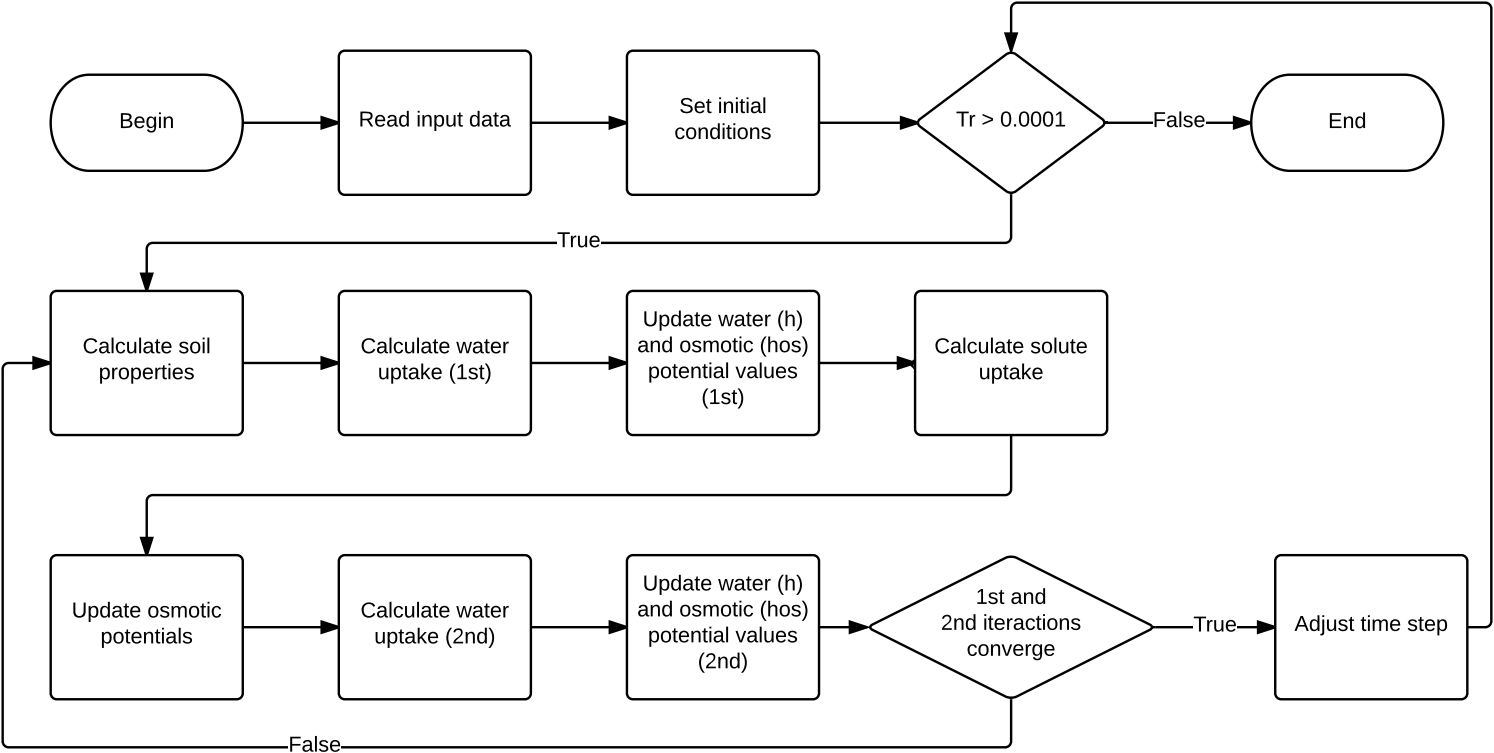 Begin
Read input data
Set initial
conditions
Tr > 0.0001
False
End
True
Calculate soil
properties
Calculate water
uptake (1st)
Update water (h)
and osmotic (hos)
potential values
(1st)
Calculate solute
uptake
Update osmotic
potentials
Calculate water
uptake (2nd)
Update water (h)
and osmotic (hos)
potential values
(2nd)
1st and
2nd iteractions
converge
True
Adjust time step
False